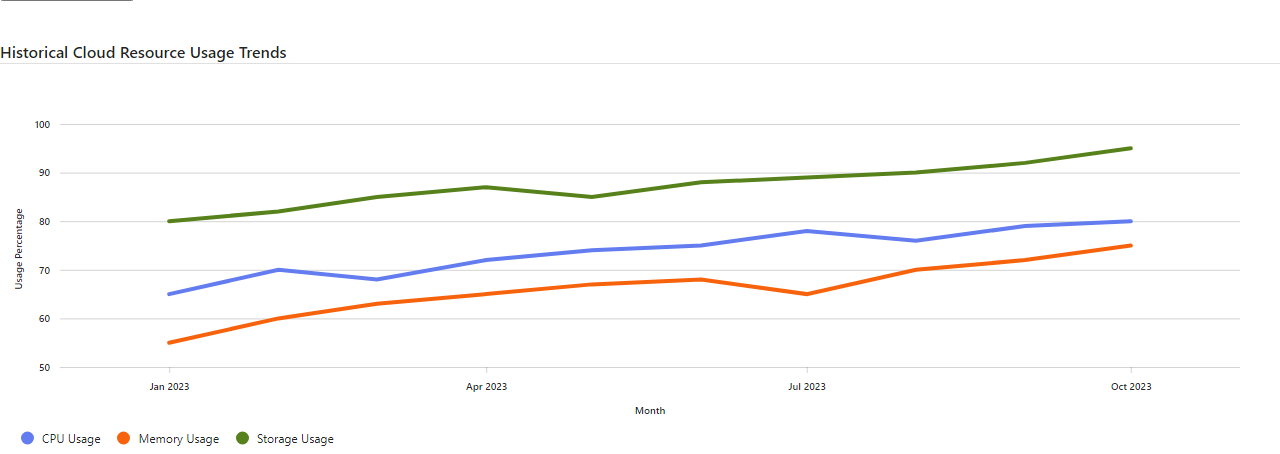 Historical Cloud Resource Usage Trends
100
90
80
70
60
50
Usage Percentage
Jan 2023
Apr 2023
Jul 2023
Oct 2023
Month
CPU Usage
Memory Usage
Storage Usage